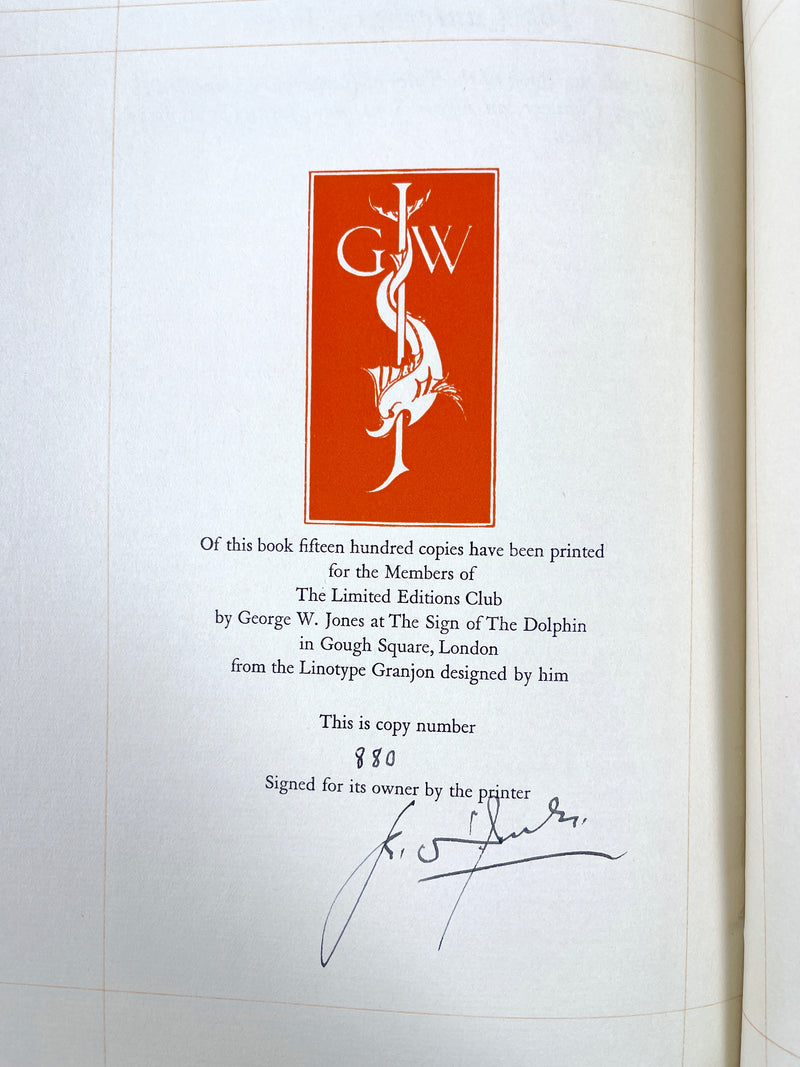 G J W
Of this book fifteen hundred copies have been printed
for the Members of
The Limited Editions Club
by George W. Jones at The Sign of The Dolphin
in Gough Square, London
from the Linotype Granjon designed by him
This is copy number
880
Signed for its owner by the printer